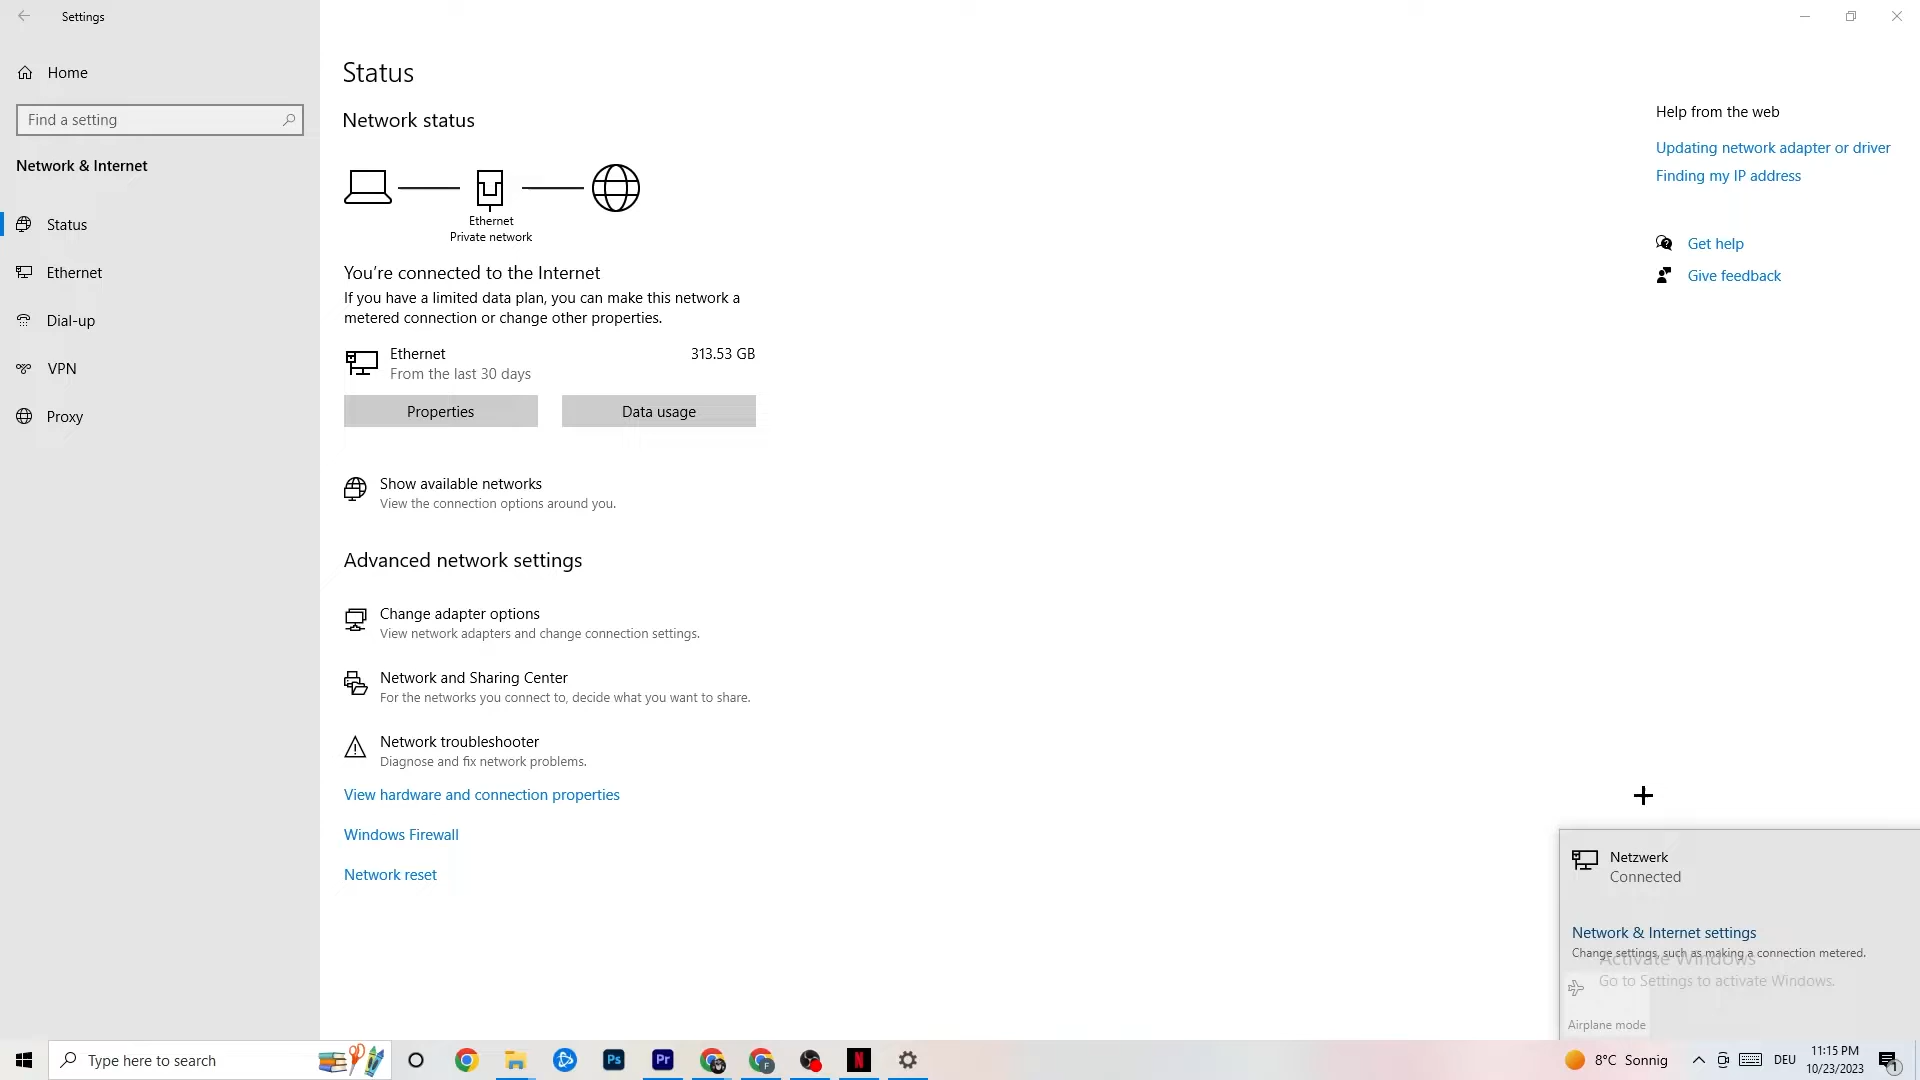 Settings
Home
Find a setting
Network & Internet
Status
Ethernet
Dial-up
VPN
Proxy
Status
Network status
Ethernet
Private network
You're connected to the Internet
If you have a limited data plan, you can make this network a
metered connection or change other properties.
Ethernet 313.53 GB
From the last 30 days
Properties Data usage
Show available networks
View the connection options around you.
Advanced network settings
Change adapter options
View network adapters and change connection settings.
Network and Sharing Center
For the networks you connect to, decide what you want to share.
Network troubleshooter
Diagnose and fix network problems.
View hardware and connection properties
Windows Firewall
Network reset
Help from the web
Updating network adapter or driver
Finding my IP address
Get help
Give feedback
Netzwerk
Connected
Network & Internet settings
Change settings, such as making a connection metered.
Activate Windows
Go to Settings to activate Windows.
Airplane mode
Type here to search
Ps
Pr
F
N
8°C Sonnig
DEU
11:15 PM
10/23/2023
1